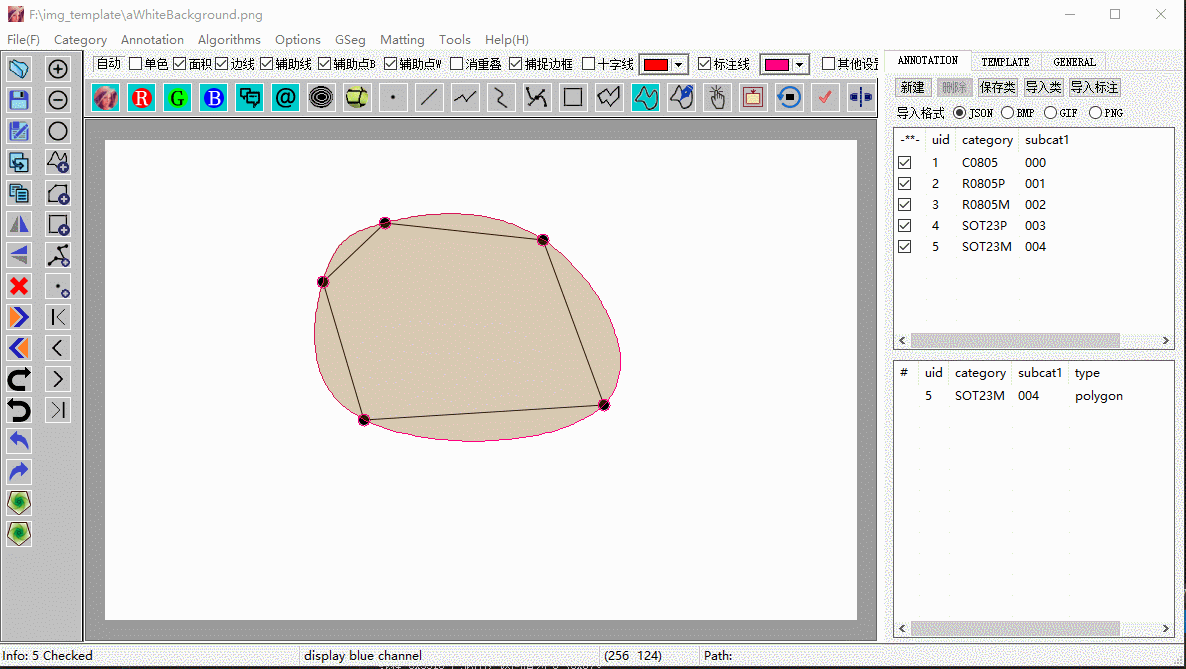 F:\img_template\aWhiteBackground.png
File(F) Category Annotation Algorithms Options GSeg Matting Tools Help(H)
自动 单色 面积 边线 辅助线 辅助点B 辅助点W 消重叠 捕捉边框 十字线 标注线 其他设
R G B @
ANNOTATION TEMPLATE GENERAL
新建 删除 保存类 导入类 导入标注
导入格式 JSON BMP GIF PNG
-**- uid category subcat1
1 C0805 000
2 R0805P 001
3 R0805M 002
4 SOT23P 003
5 SOT23M 004
# uid category subcat1 type
5 SOT23M 004 polygon
Info: 5 Checked display blue channel (256 124) Path: